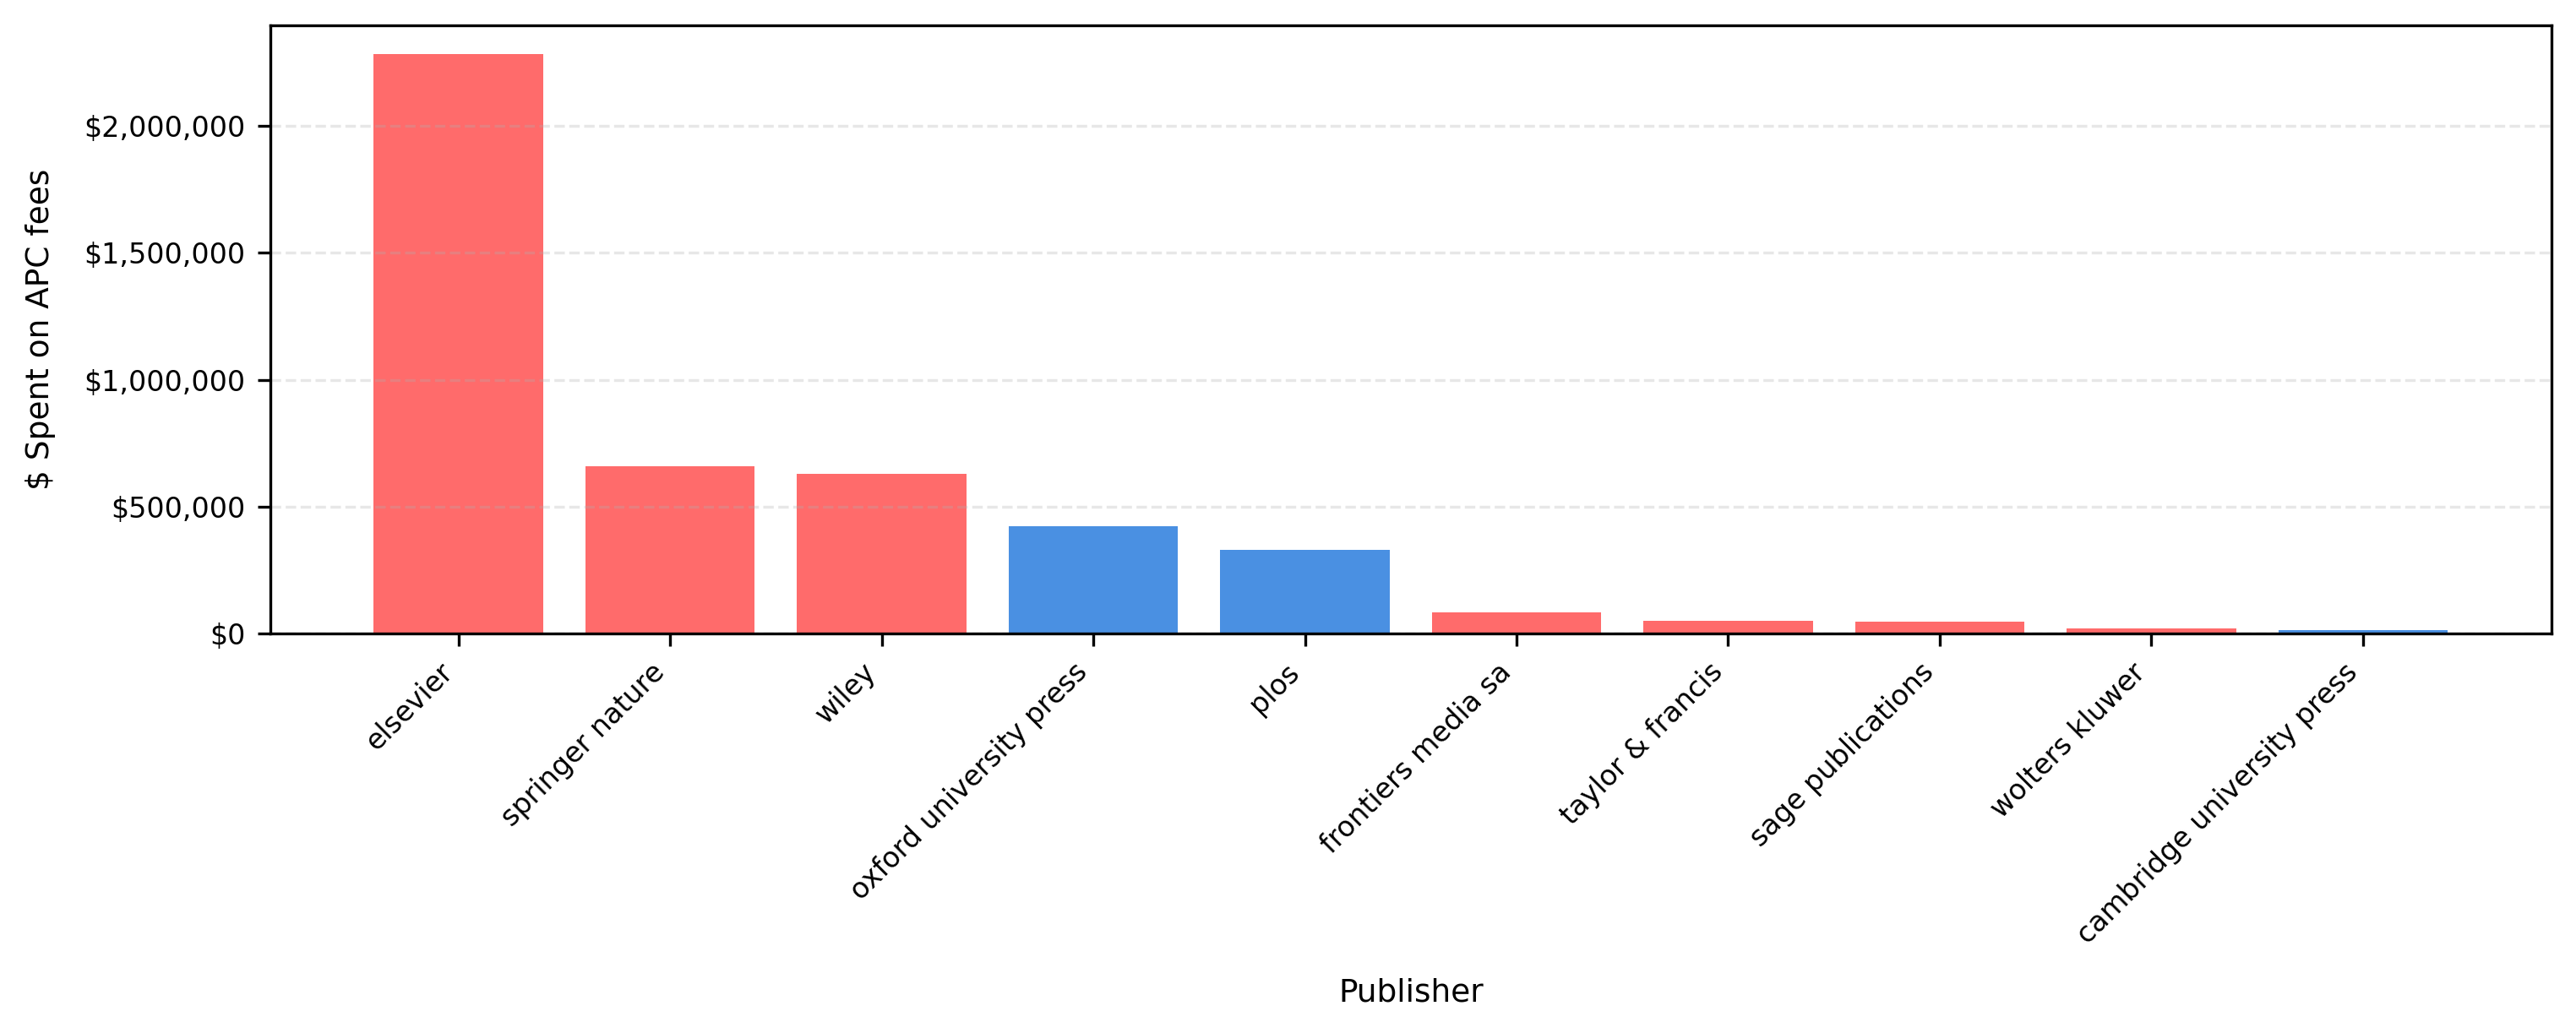 $2,000,000
$1,500,000
$1,000,000
$500,000
$0
$ Spent on APC fees
elsevier
springer nature
wiley
oxford university press
plos
frontiers media sa
taylor & francis
sage publications
wolters kluwer
cambridge university press
Publisher